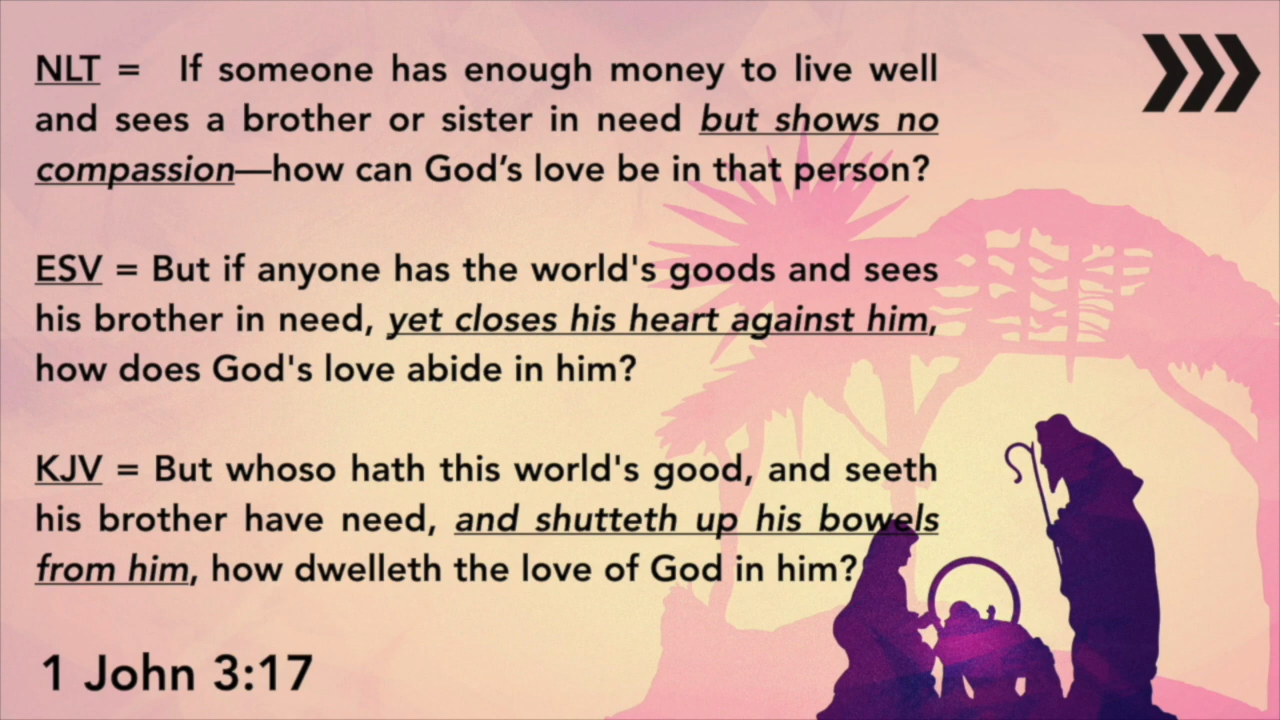 NLT = If someone has enough money to live well
and sees a brother or sister in need but shows no
compassion—how can God’s love be in that person?
ESV = But if anyone has the world's goods and sees
his brother in need, yet closes his heart against him,
how does God's love abide in him?
KJV = But whoso hath this world's good, and seeth
his brother have need, and shutteth up his bowels
from him, how dwelleth the love of God in him?
1 John 3:17